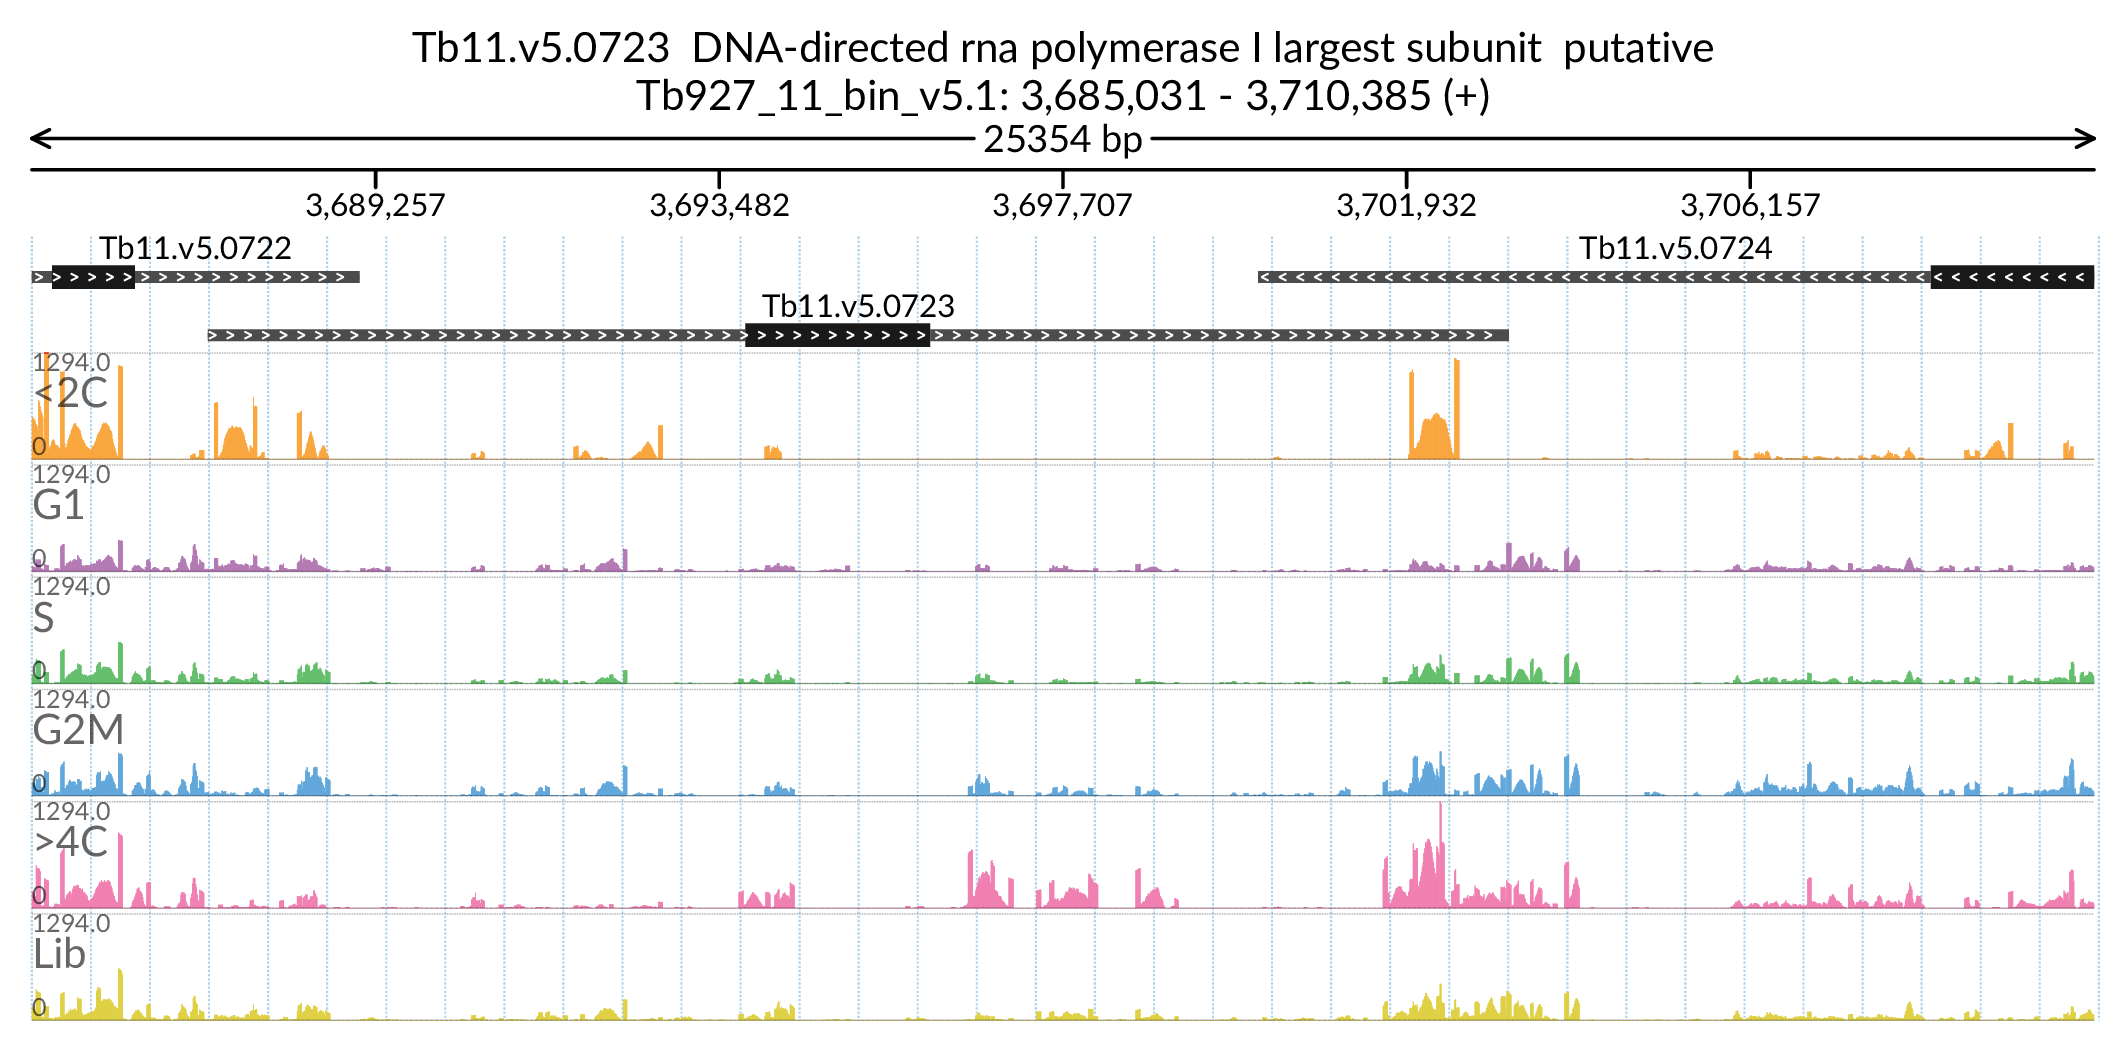 Tb11.v5.0723  DNA-directed rna polymerase I largest subunit  putative
Tb927_11_bin_v5.1: 3,685,031 - 3,710,385 (+)
25354 bp
3,689,257 3,693,482 3,697,707 3,701,932 3,706,157
Tb11.v5.0722 Tb11.v5.0724
Tb11.v5.0723
1294.0
<2C
0
1294.0
G1
0
1294.0
S
0
1294.0
G2M
0
1294.0
>4C
0
1294.0
Lib
0